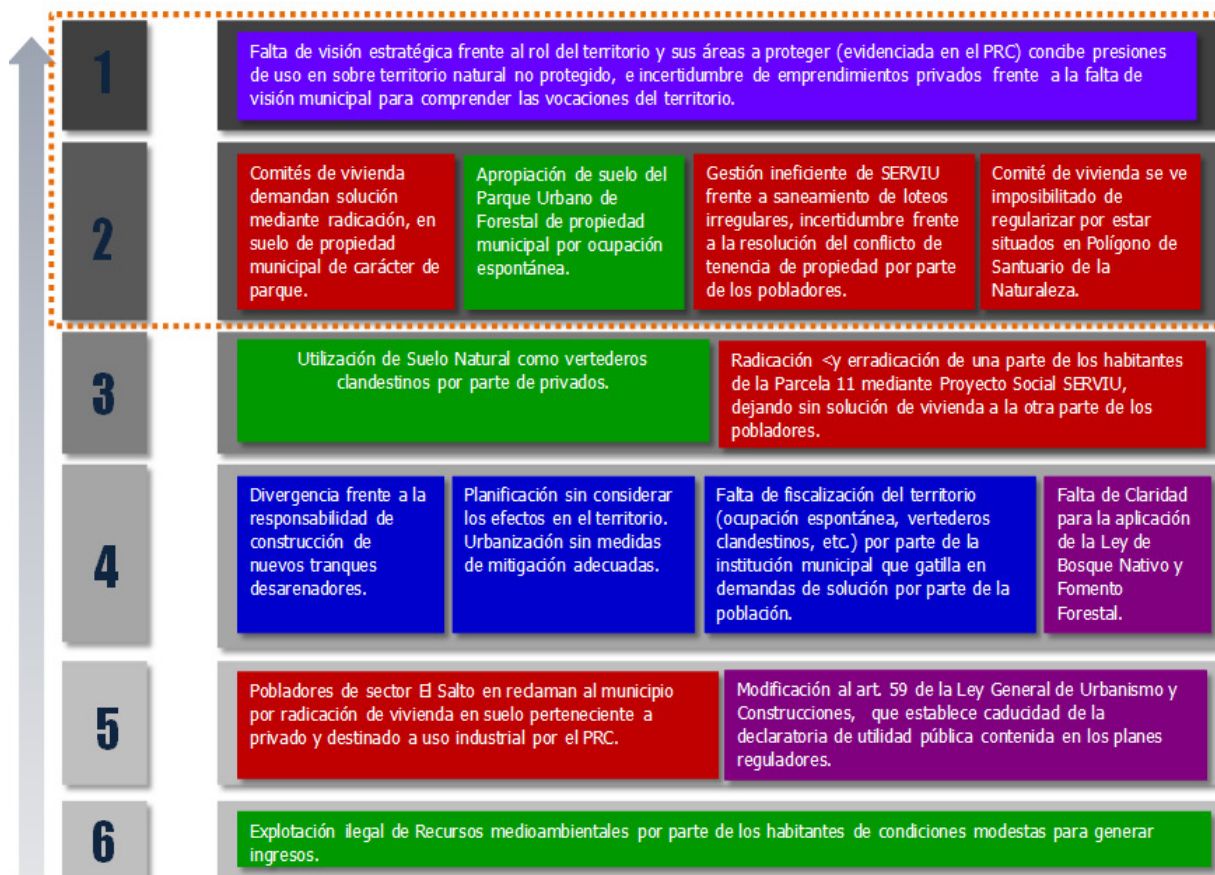 1
Falta de visión estratégica frente al rol del territorio y sus áreas a proteger (evidenciada en el PRC) concibe presiones
de uso en sobre territorio natural no protegido, e incertidumbre de emprendimientos privados frente a la falta de
visión municipal para comprender las vocaciones del territorio.
2
Comités de vivienda
demandan solución
mediante radicación, en
suelo de propiedad
municipal de carácter de
parque.
Apropiación de suelo del
Parque Urbano de
Forestal de propiedad
municipal por ocupación
espontánea.
Gestión ineficiente de SERVIU
frente a saneamiento de loteos
irregulares, incertidumbre frente
a la resolución del conflicto de
tenencia de propiedad por parte
de los pobladores.
Comité de vivienda se ve
imposibilitado de
regularizar por estar
situados en Polígono de
Santuario de la
Naturaleza.
3
Utilización de Suelo Natural como vertederos
clandestinos por parte de privados.
Radicación <y erradicación de una parte de los habitantes
de la Parcela 11 mediante Proyecto Social SERVIU,
dejando sin solución de vivienda a la otra parte de los
pobladores.
4
Divergencia frente a la
responsabilidad de
construcción de
nuevos tranques
desarenadores.
Planificación sin considerar
los efectos en el territorio.
Urbanización sin medidas
de mitigación adecuadas.
Falta de fiscalización del territorio
(ocupación espontánea, vertederos
clandestinos, etc.) por parte de la
institución municipal que gatilla en
demandas de solución por parte de la
población.
Falta de Claridad
para la aplicación
de la Ley de
Bosque Nativo y
Fomento
Forestal.
5
Pobladores de sector El Salto en reclaman al municipio
por radicación de vivienda en suelo perteneciente a
privado y destinado a uso industrial por el PRC.
Modificación al art. 59 de la Ley General de Urbanismo y
Construcciones, que establece caducidad de la
declaratoria de utilidad pública contenida en los planes
reguladores.
6
Explotación ilegal de Recursos medioambientales por parte de los habitantes de condiciones modestas para generar
ingresos.